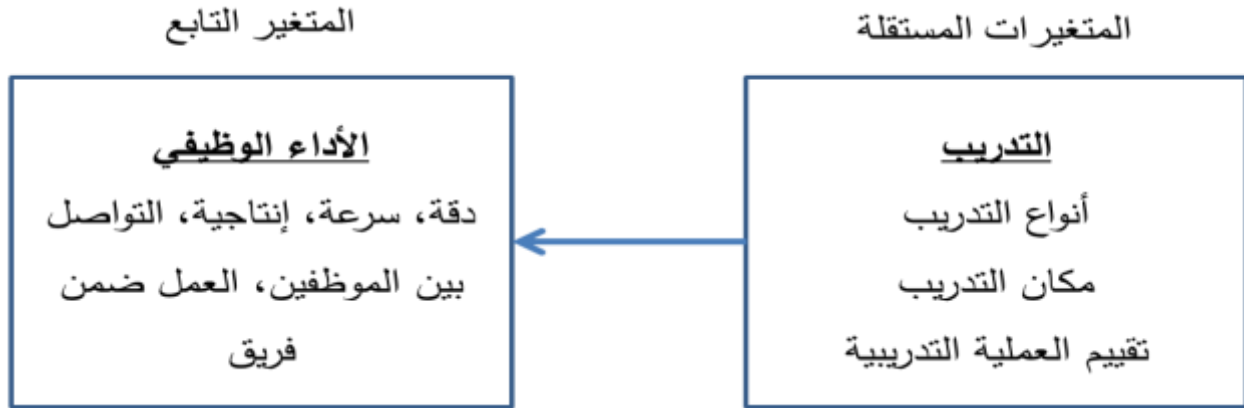 المتغيرات المستقلة
التدريب
أنواع التدريب
مكان التدريب
تقييم العملية التدريبية
المتغير التابع
الأداء الوظيفي
دقة، سرعة، إنتاجية، التواصل
بين الموظفين، العمل ضمن
فريق